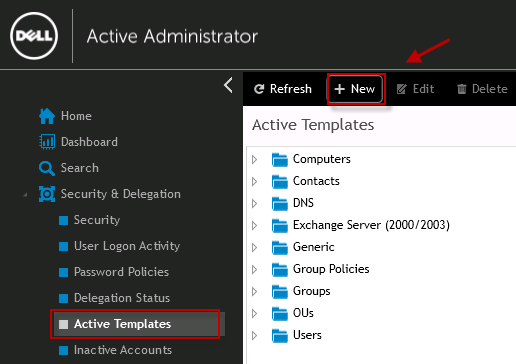 DELL
Active Administrator
Refresh + New Edit Delete
Home
Dashboard
Search
Security & Delegation
Security
User Logon Activity
Password Policies
Delegation Status
Active Templates
Inactive Accounts
Active Templates
Computers
Contacts
DNS
Exchange Server (2000/2003)
Generic
Group Policies
Groups
OUs
Users